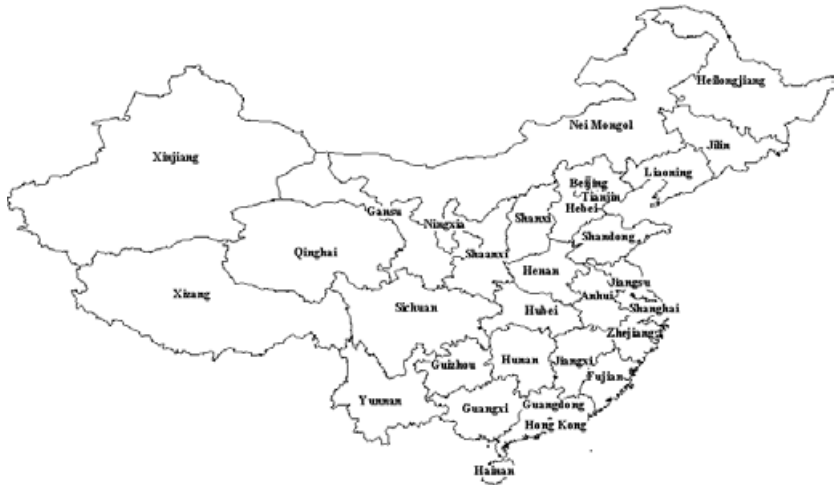 Heilongjiang
Nei Mongol
Jilin
Xinjiang
Liaoning
Beijing
Tianjin
Hebei
Gansu
Ningxia
Shanxi
Shandong
Qinghai
Shaanxi
Henan
Jiangsu
Xizang
Anhui
Sichuan
Hubei
Shanghai
Zhejiang
Guizhou
Hunan
Jiangxi
Fujian
Yunnan
Guangxi
Guangdong
Hong Kong
Hainan